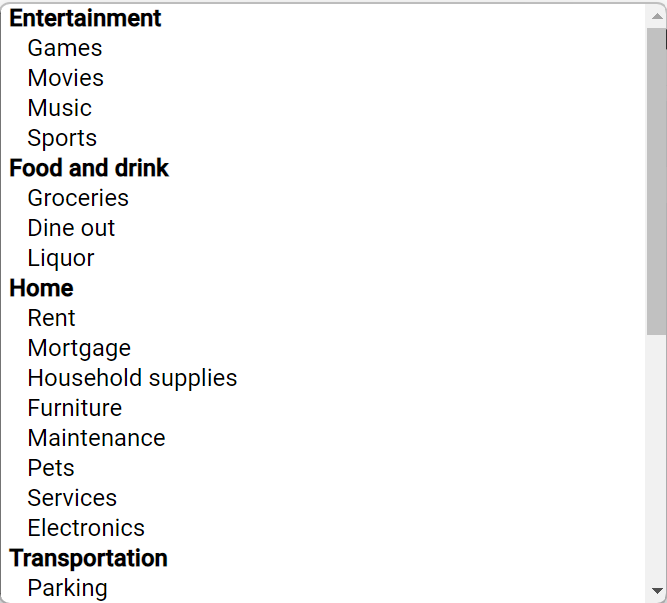 Entertainment
Games
Movies
Music
Sports
Food and drink
Groceries
Dine out
Liquor
Home
Rent
Mortgage
Household supplies
Furniture
Maintenance
Pets
Services
Electronics
Transportation
Parking